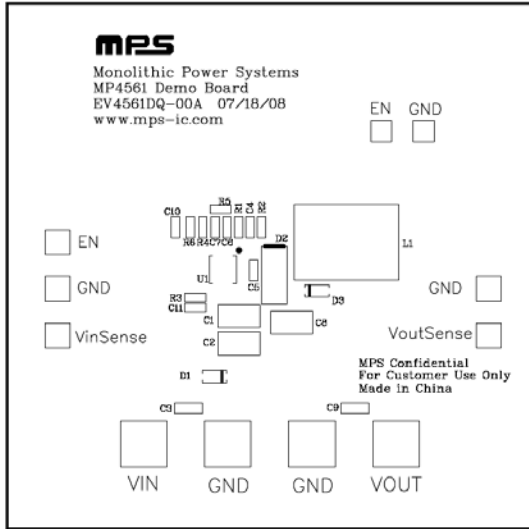 MPS
Monolithic Power Systems
MP4561 Demo Board
EV4561DQ-00A 07/18/08
www.mps-ic.com
EN GND
R5
C10 R6 R4 C7 C6 R1 C4 R2
D2
L1
EN
U1
C5
GND
D3
GND
R3
C11
C1
C8
VinSense
VoutSense
C2
MPS Confidential
For Customer Use Only
Made in China
D1
C3
C9
VIN GND GND VOUT